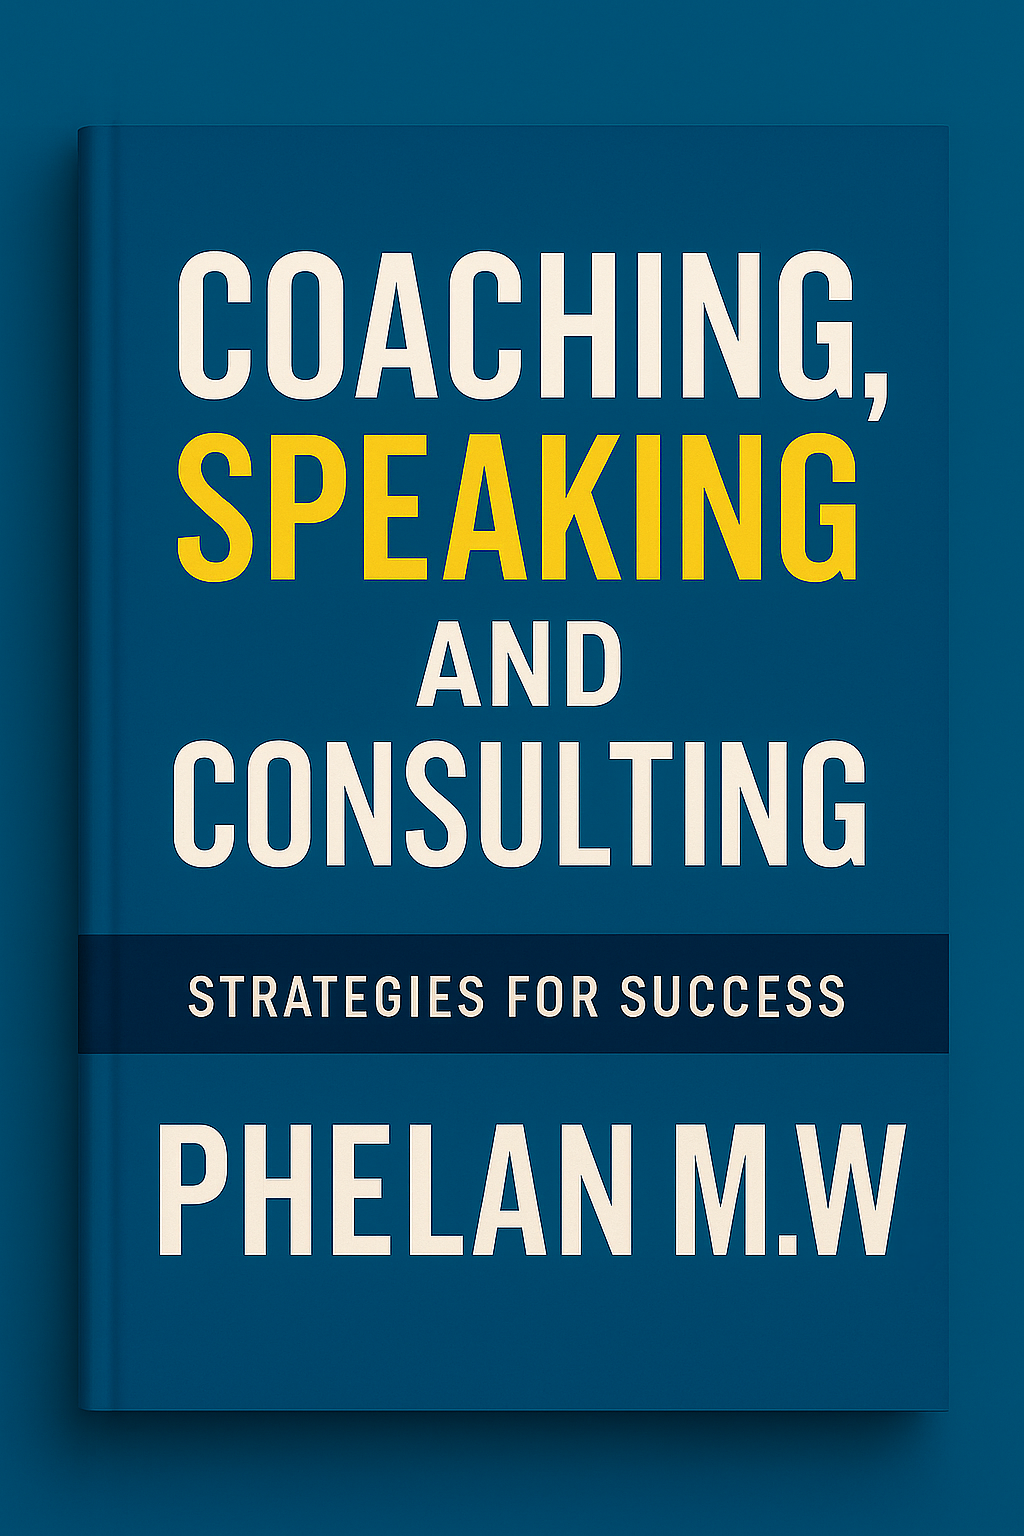 COACHING,
SPEAKING
AND
CONSULTING
STRATEGIES FOR SUCCESS
PHELAN M.W